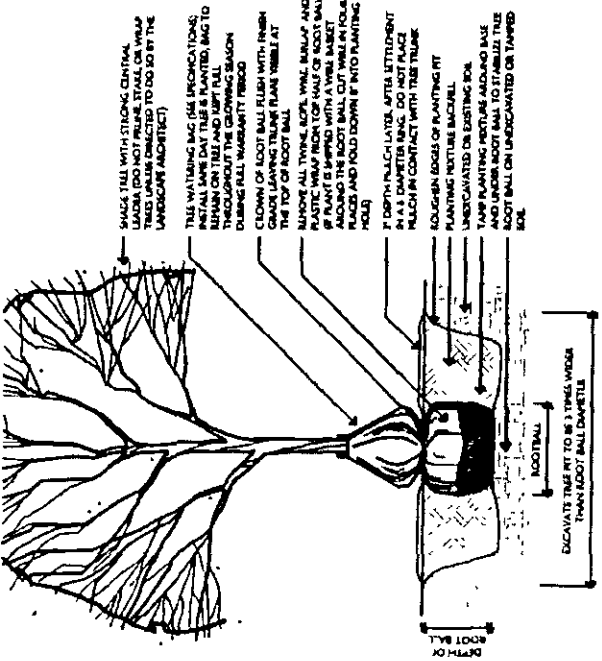 SHADE TREE WITH STRONG CENTRAL
LEADER (DO NOT PRUNE, STAKE, OR WRAP
TREES UNLESS DIRECTED TO DO SO BY THE
LANDSCAPE ARCHITECT)
TREE WATERING BAG (SEE SPECIFICATIONS)
INSTALL SAME DAY TREE IS PLANTED, BAG TO
REMAIN ON TREE AND KEPT FULL
THROUGHOUT THE GROWING SEASON
DURING FULL WARRANTY PERIOD
CROWN OF ROOT BALL FLUSH WITH FINISH
GRADE LEAVING TRUNK FLARE VISIBLE AT
THE TOP OF ROOT BALL
REMOVE ALL TWINE, ROPE, WIRE, BURLAP AND
PLASTIC WRAP FROM TOP HALF OF ROOT BALL
(IF PLANT IS SHIPPED WITH A WIRE BASKET
AROUND THE ROOT BALL, CUT WIRE IN FOUR
PLACES AND FOLD DOWN 8" INTO PLANTING
HOLE)
DEPTH MULCH LAYER AFTER SETTLEMENT
IN A DIAMETER RING. DO NOT PLACE
MULCH IN CONTACT WITH TREE TRUNK
ROUGHEN EDGES OF PLANTING PIT
PLANTING MIXTURE BACKFILL
UNEXCAVATED OR EXISTING SOIL
TAMP PLANTING MIXTURE AROUND BASE
AND UNDER ROOT BALL TO STABILIZE TREE
ROOT BALL ON UNEXCAVATED OR TAMPED
SOIL
ROOTBALL
EXCAVATE TREE PIT TO BE 3 TIMES WIDER
THAN ROOT BALL DIAMETER
DEPTH OF
ROOT BALL